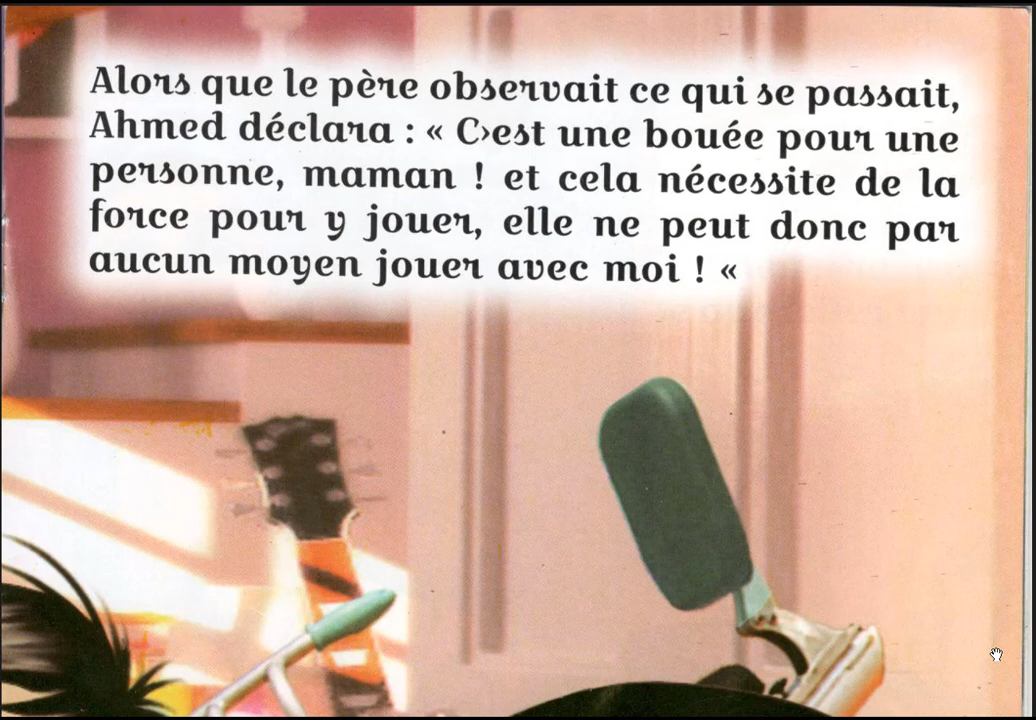 Alors que le père observait ce qui se passait,
Ahmed déclara : « C›est une bouée pour une
personne, maman ! et cela nécessite de la
force pour y jouer, elle ne peut donc par
aucun moyen jouer avec moi ! «